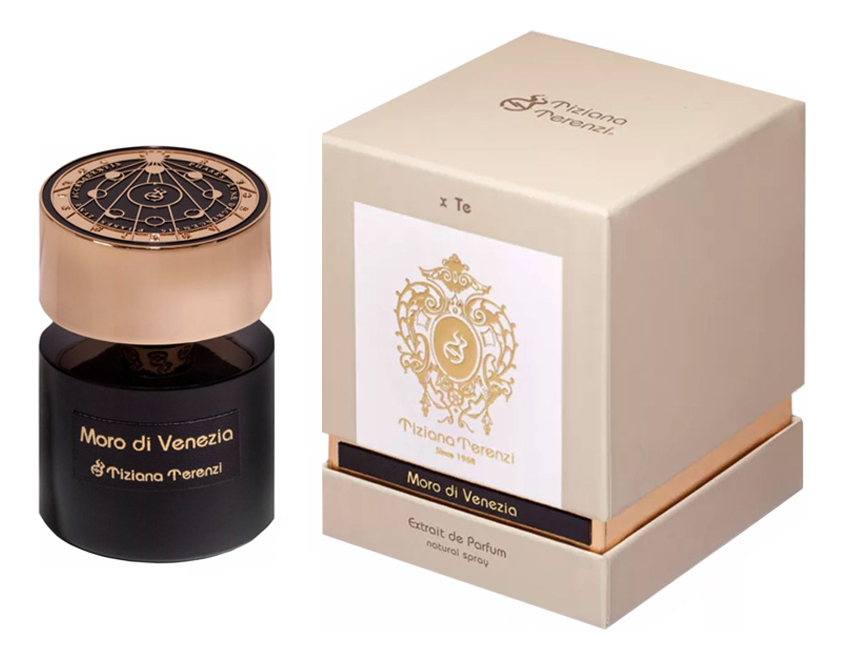 Moro di Venezia
Tiziana Terenzi
Tiziana
Terenzi
x Te
Tiziana Terenzi
Since 1968
Moro di Venezia
Extrait de Parfum
natural spray